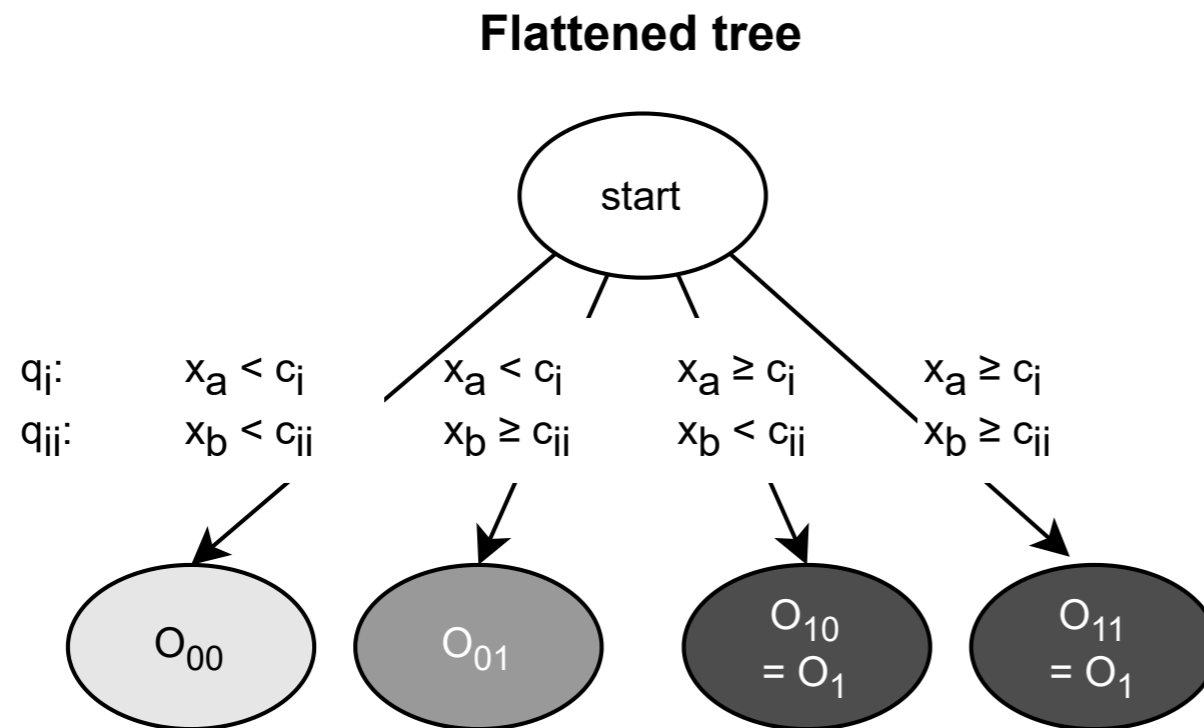 Flattened tree
start
qi: xa < ci xa < ci xa ≥ ci xa ≥ ci
qii: xb < cii xb ≥ cii xb < cii xb ≥ cii
O00 O01 O10 O11
= O1 = O1